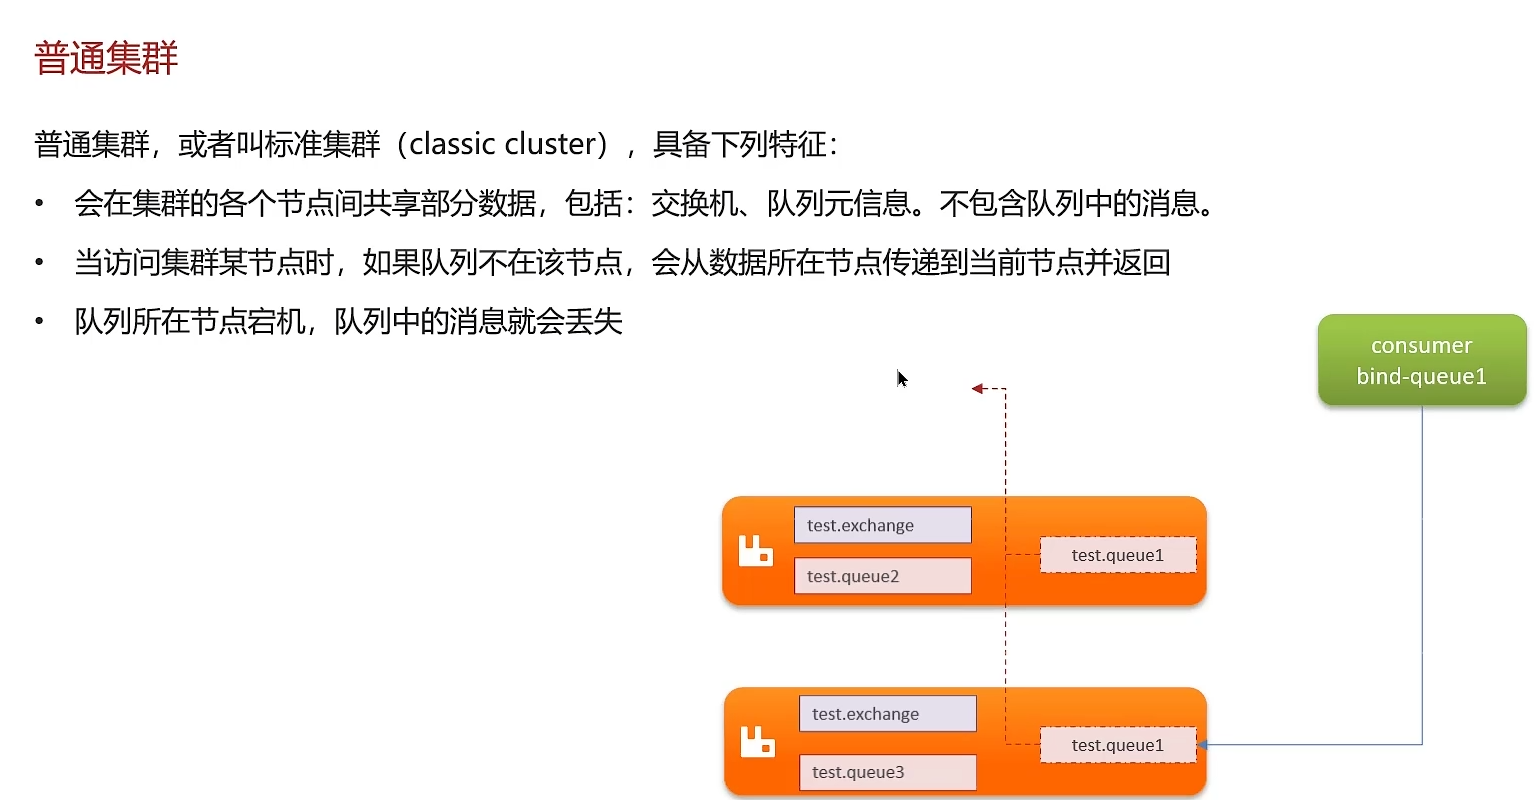 普通集群
普通集群，或者叫标准集群（classic cluster），具备下列特征：
• 会在集群的各个节点间共享部分数据，包括：交换机、队列元信息。不包含队列中的消息。
• 当访问集群某节点时，如果队列不在该节点，会从数据所在节点传递到当前节点并返回
• 队列所在节点宕机，队列中的消息就会丢失
consumer
bind-queue1
test.exchange
test.queue2
test.queue1
test.exchange
test.queue3
test.queue1